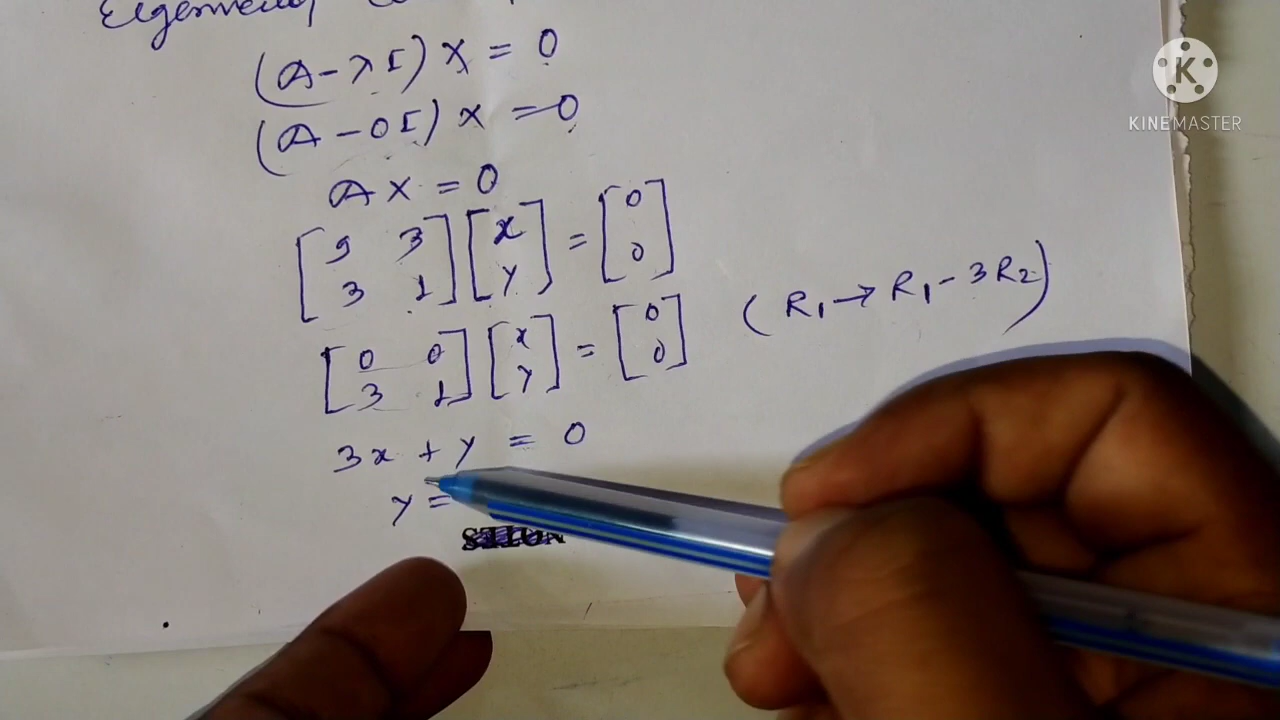 (A - λI) X = 0
(A - 0I) X = 0
AX = 0
[9 3; 3 1] [x; y] = [0; 0]
[0 0; 3 1] [x; y] = [0; 0] (R₁ → R₁ - 3R₂)
3x + y = 0
y =
K
KINEMASTER